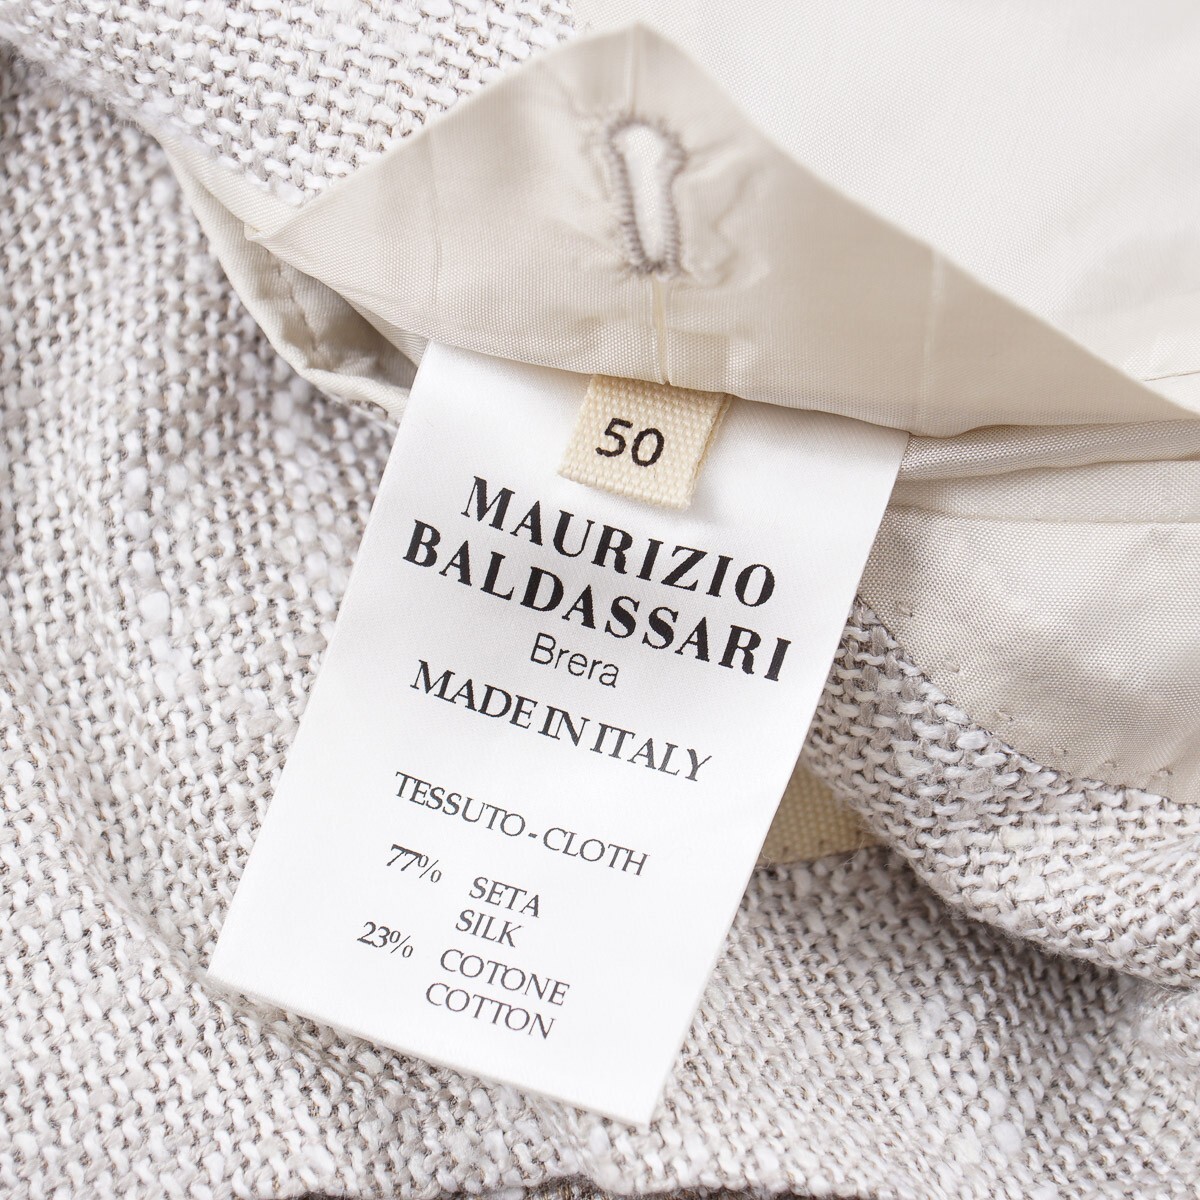 50
MAURIZIO
BALDASSARI
Brera
MADE IN ITALY
TESSUTO-CLOTH
77% SETA
SILK
23% COTONE
COTTON